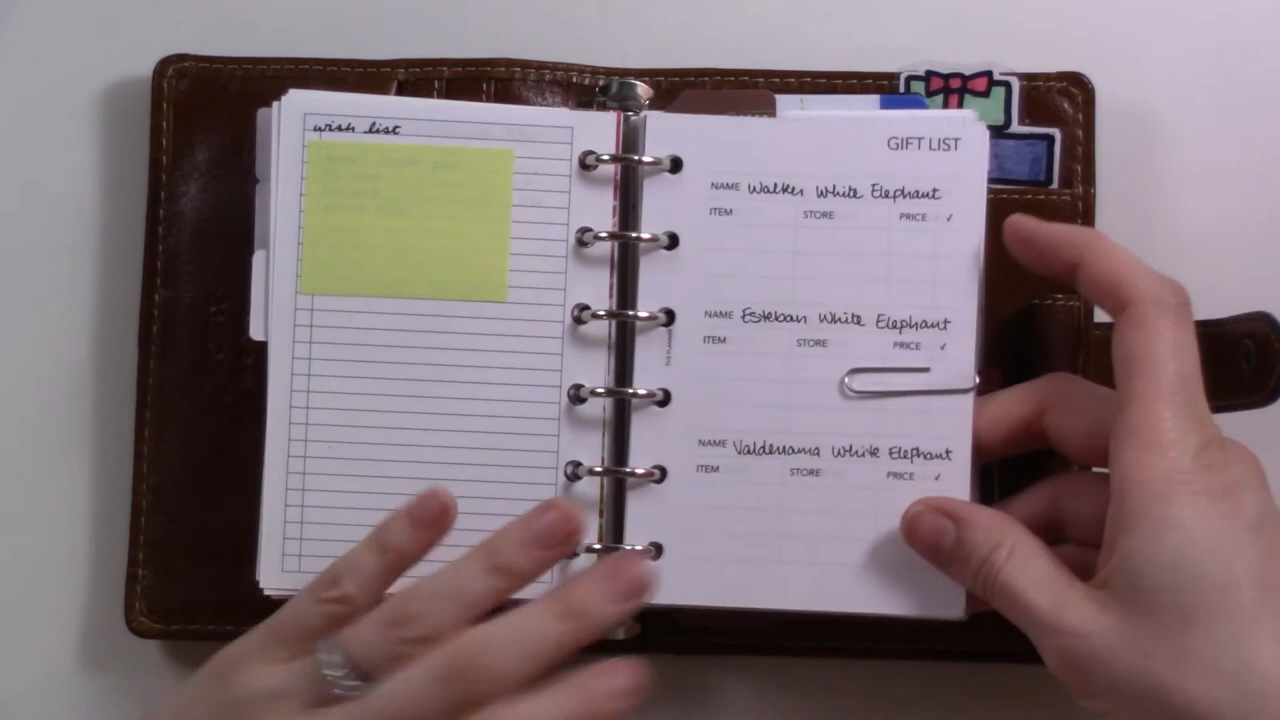 wish list
GIFT LIST
NAME Walker White Elephant
ITEM STORE PRICE ✓
NAME Esteban White Elephant
ITEM STORE PRICE ✓
NAME Valderrama White Elephant
ITEM STORE PRICE ✓